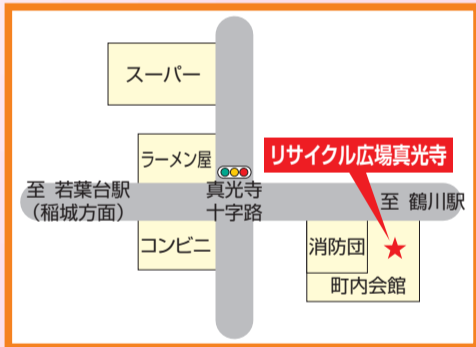 スーパー
ラーメン屋
リサイクル広場真光寺
至 若葉台駅
（稲城方面）
真光寺
十字路
至 鶴川駅
コンビニ
消防団
町内会館